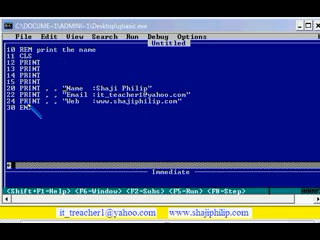 C:\DOCUME~1\ADMINI~1\Desktop\qbasic.exe
File Edit View Search Run Debug Options
Untitled
10 REM print the name
11 CLS
12 PRINT
13 PRINT
14 PRINT
15 PRINT
20 PRINT , , "Name :Shaji Philip"
22 PRINT , , "Email :it_teacher1@yahoo.com"
24 PRINT , , "Web :www.shajiphilip.com"
30 END
Immediate
<Shift+F1=Help> <F6=Window> <F2=Subs> <F5=Run> <F8=Step>
it_teacher1@yahoo.com www.shajiphilip.com